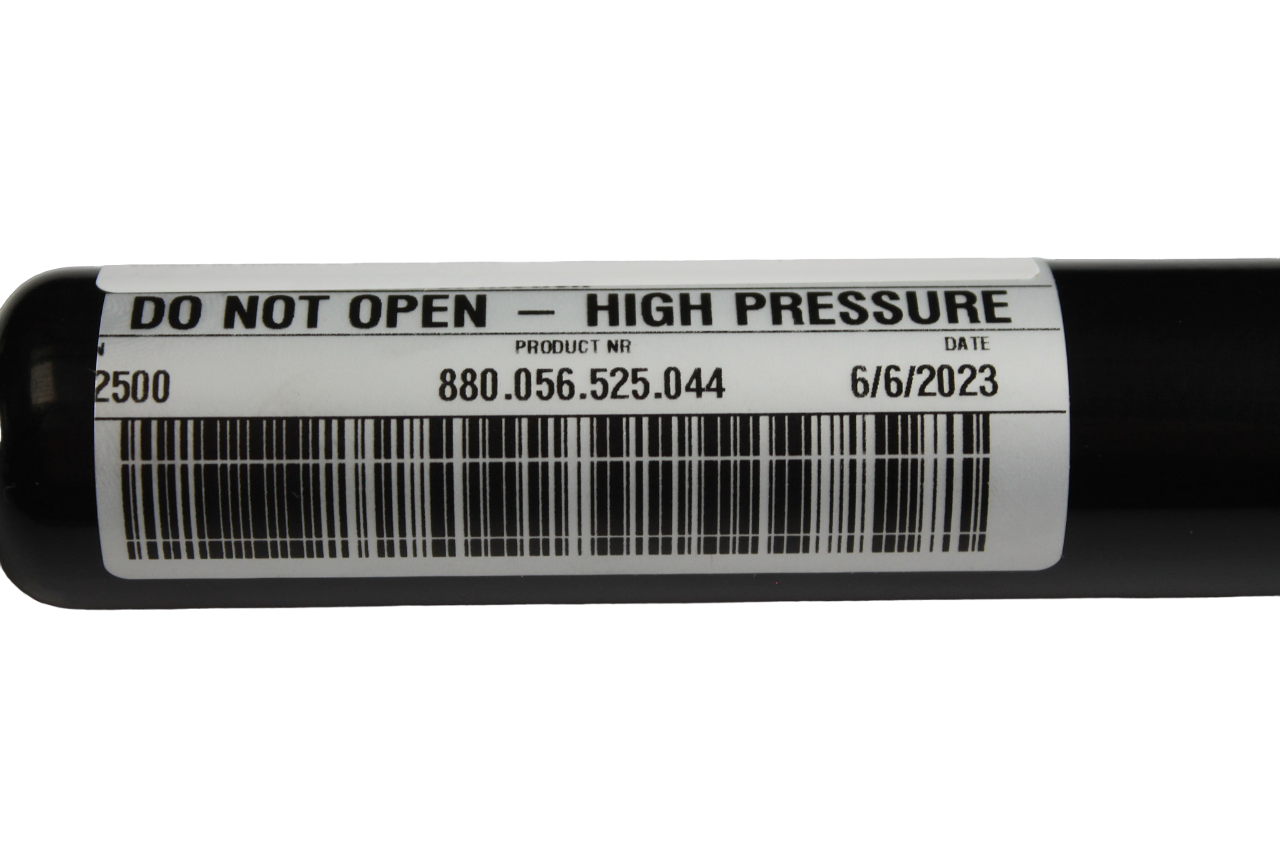 DO NOT OPEN – HIGH PRESSURE
PRODUCT NR DATE
2500 880.056.525.044 6/6/2023